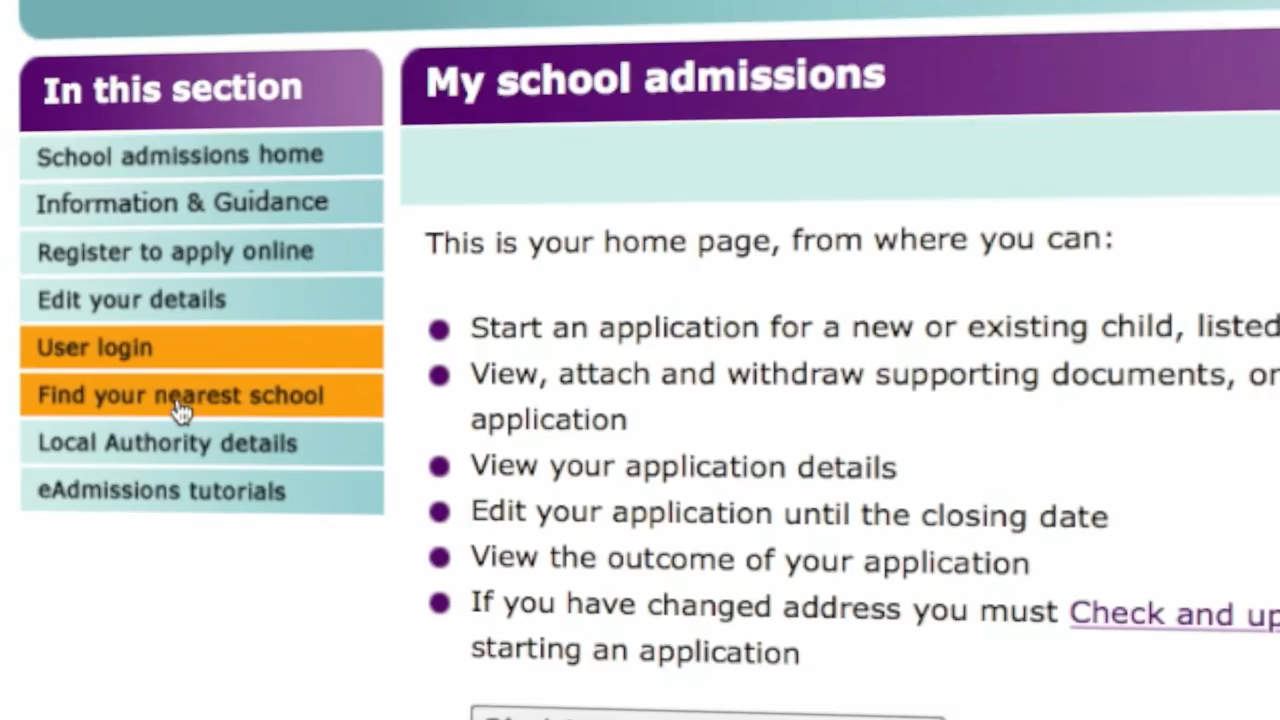 In this section
School admissions home
Information & Guidance
Register to apply online
Edit your details
User login
Find your nearest school
Local Authority details
eAdmissions tutorials
My school admissions
This is your home page, from where you can:
Start an application for a new or existing child, listed
View, attach and withdraw supporting documents, or
application
View your application details
Edit your application until the closing date
View the outcome of your application
If you have changed address you must Check and up
starting an application